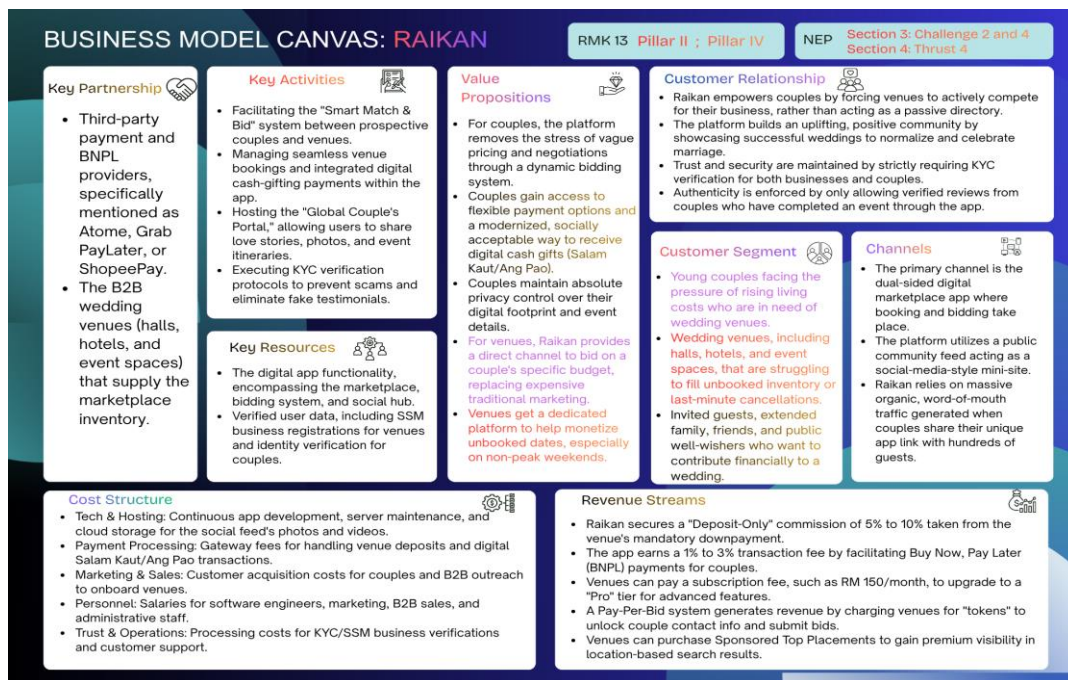 BUSINESS MODEL CANVAS: RAIKAN
RMK 13 Pillar II ; Pillar IV
NEP
Section 3: Challenge 2 and 4
Section 4: Thrust 4
Key Partnership
• Third-party
payment and
BNPL
providers,
specifically
mentioned as
Atome, Grab
PayLater, or
ShopeePay.
• The B2B
wedding
venues (halls,
hotels, and
event spaces)
that supply the
marketplace
inventory.
Key Activities
• Facilitating the "Smart Match &
Bid" system between prospective
couples and venues.
• Managing seamless venue
bookings and integrated digital
cash-gifting payments within the
app.
• Hosting the "Global Couple's
Portal," allowing users to share
love stories, photos, and event
itineraries.
• Executing KYC verification
protocols to prevent scams and
eliminate fake testimonials.
Key Resources
• The digital app functionality,
encompassing the marketplace,
bidding system, and social hub.
• Verified user data, including SSM
business registrations for venues
and identity verification for
couples.
Value
Propositions
• For couples, the platform
removes the stress of vague
pricing and negotiations
through a dynamic bidding
system.
• Couples gain access to
flexible payment options and
a modernized, socially
acceptable way to receive
digital cash gifts (Salam
Kaut/Ang Pao).
• Couples maintain absolute
privacy control over their
digital footprint and event
details.
• For venues, Raikan provides
a direct channel to bid on a
couple's specific budget,
replacing expensive
traditional marketing.
• Venues get a dedicated
platform to help monetize
unbooked dates, especially
on non-peak weekends.
Customer Relationship
• Raikan empowers couples by forcing venues to actively compete
for their business, rather than acting as a passive directory.
• The platform builds an uplifting, positive community by
showcasing successful weddings to normalize and celebrate
marriage.
• Trust and security are maintained by strictly requiring KYC
verification for both businesses and couples.
• Authenticity is enforced by only allowing verified reviews from
couples who have completed an event through the app.
Customer Segment
• Young couples facing the
pressure of rising living
costs who are in need of
wedding venues.
• Wedding venues, including
halls, hotels, and event
spaces, that are struggling
to fill unbooked inventory or
last-minute cancellations.
• Invited guests, extended
family, friends, and public
well-wishers who want to
contribute financially to a
wedding.
Channels
• The primary channel is the
dual-sided digital
marketplace app where
booking and bidding take
place.
• The platform utilizes a public
community feed acting as a
social-media-style mini-site.
• Raikan relies on massive
organic, word-of-mouth
traffic generated when
couples share their unique
app link with hundreds of
guests.
Cost Structure
• Tech & Hosting: Continuous app development, server maintenance, and
cloud storage for the social feed's photos and videos.
• Payment Processing: Gateway fees for handling venue deposits and digital
Salam Kaut/Ang Pao transactions.
• Marketing & Sales: Customer acquisition costs for couples and B2B outreach
to onboard venues.
• Personnel: Salaries for software engineers, marketing, B2B sales, and
administrative staff.
• Trust & Operations: Processing costs for KYC/SSM business verifications
and customer support.
Revenue Streams
• Raikan secures a "Deposit-Only" commission of 5% to 10% taken from the
venue's mandatory downpayment.
• The app earns a 1% to 3% transaction fee by facilitating Buy Now, Pay Later
(BNPL) payments for couples.
• Venues can pay a subscription fee, such as RM 150/month, to upgrade to a
"Pro" tier for advanced features.
• A Pay-Per-Bid system generates revenue by charging venues for "tokens" to
unlock couple contact info and submit bids.
• Venues can purchase Sponsored Top Placements to gain premium visibility in
location-based search results.